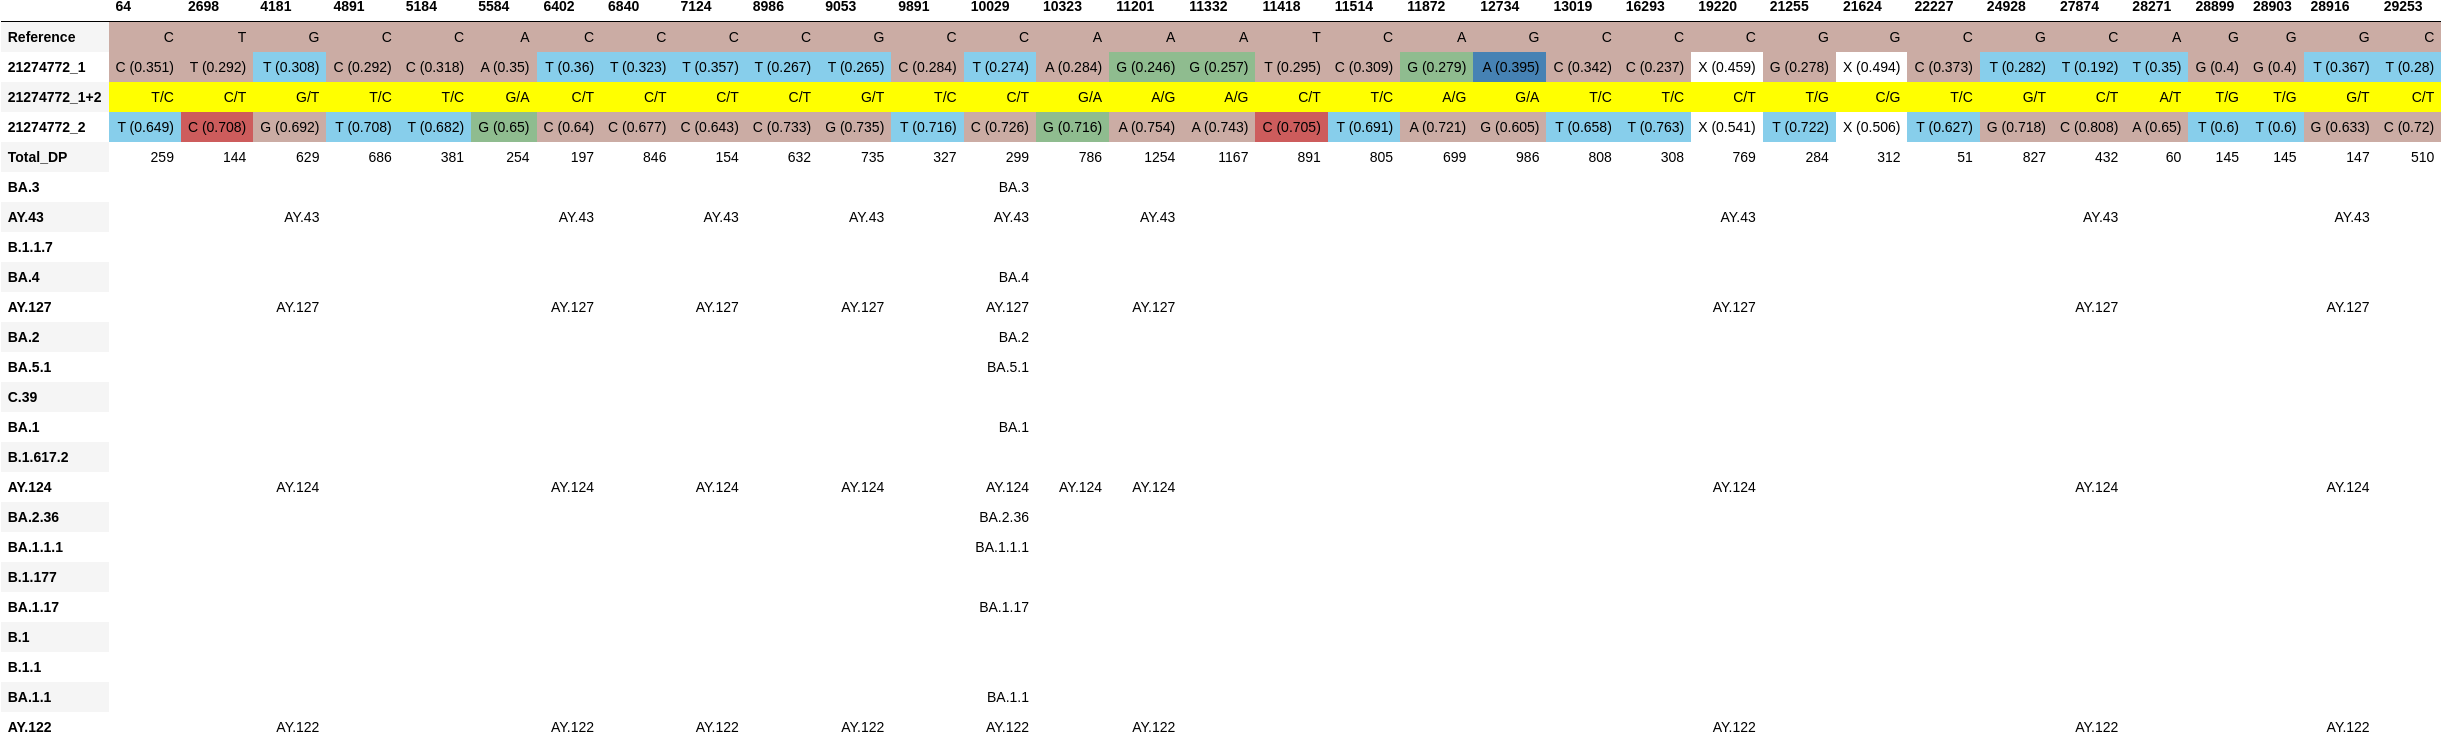 64 2698 4181 4891 5184 5584 6402 6840 7124 8986 9053 9891 10029 10323 11201 11332 11418 11514 11872 12734 13019 16293 19220 21255 21624 22227 24928 27874 28271 28899 28903 28916 29253
Reference C T G C C A C C C C G C C A A A T C A G C C C G G C G C A G G G C
21274772_1 C (0.351) T (0.292) T (0.308) C (0.292) C (0.318) A (0.35) T (0.36) T (0.323) T (0.357) T (0.267) T (0.265) C (0.284) T (0.274) A (0.284) G (0.246) G (0.257) T (0.295) C (0.309) G (0.279) A (0.395) C (0.342) C (0.237) X (0.459) G (0.278) X (0.494) C (0.373) T (0.282) T (0.192) T (0.35) G (0.4) G (0.4) T (0.367) T (0.28)
21274772_1+2 T/C C/T G/T T/C T/C G/A C/T C/T C/T C/T G/T T/C C/T G/A A/G A/G C/T T/C A/G G/A T/C T/C C/T T/G C/G T/C G/T C/T A/T T/G T/G G/T C/T
21274772_2 T (0.649) C (0.708) G (0.692) T (0.708) T (0.682) G (0.65) C (0.64) C (0.677) C (0.643) C (0.733) G (0.735) T (0.716) C (0.726) G (0.716) A (0.754) A (0.743) C (0.705) T (0.691) A (0.721) G (0.605) T (0.658) T (0.763) X (0.541) T (0.722) X (0.506) T (0.627) G (0.718) C (0.808) A (0.65) T (0.6) T (0.6) G (0.633) C (0.72)
Total_DP 259 144 629 686 381 254 197 846 154 632 735 327 299 786 1254 1167 891 805 699 986 808 308 769 284 312 51 827 432 60 145 145 147 510
BA.3 BA.3
AY.43 AY.43 AY.43 AY.43 AY.43 AY.43 AY.43 AY.43 AY.43 AY.43
B.1.1.7
BA.4 BA.4
AY.127 AY.127 AY.127 AY.127 AY.127 AY.127 AY.127 AY.127 AY.127 AY.127
BA.2 BA.2
BA.5.1 BA.5.1
C.39
BA.1 BA.1
B.1.617.2
AY.124 AY.124 AY.124 AY.124 AY.124 AY.124 AY.124 AY.124 AY.124 AY.124 AY.124
BA.2.36 BA.2.36
BA.1.1.1 BA.1.1.1
B.1.177
BA.1.17 BA.1.17
B.1
B.1.1
BA.1.1 BA.1.1
AY.122 AY.122 AY.122 AY.122 AY.122 AY.122 AY.122 AY.122 AY.122 AY.122